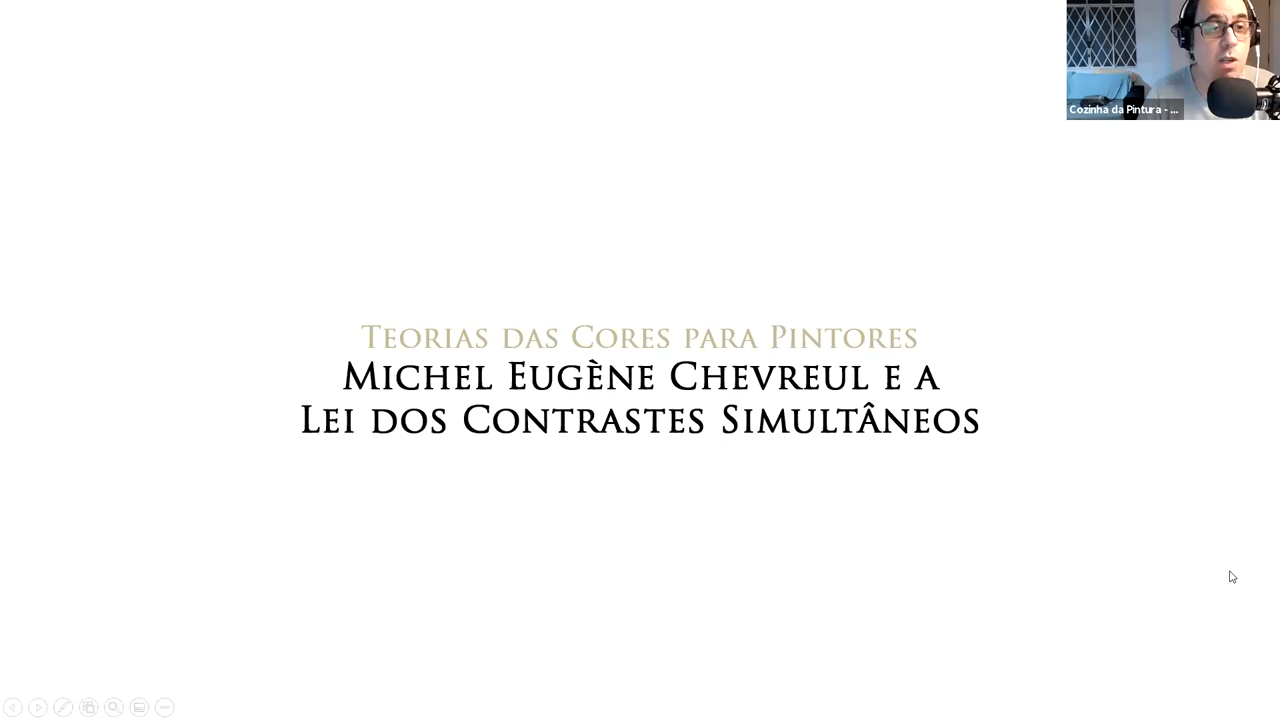 Cozinha da Pintura - ...
Teorias das Cores para Pintores
Michel Eugène Chevreul e a
Lei dos Contrastes Simultâneos